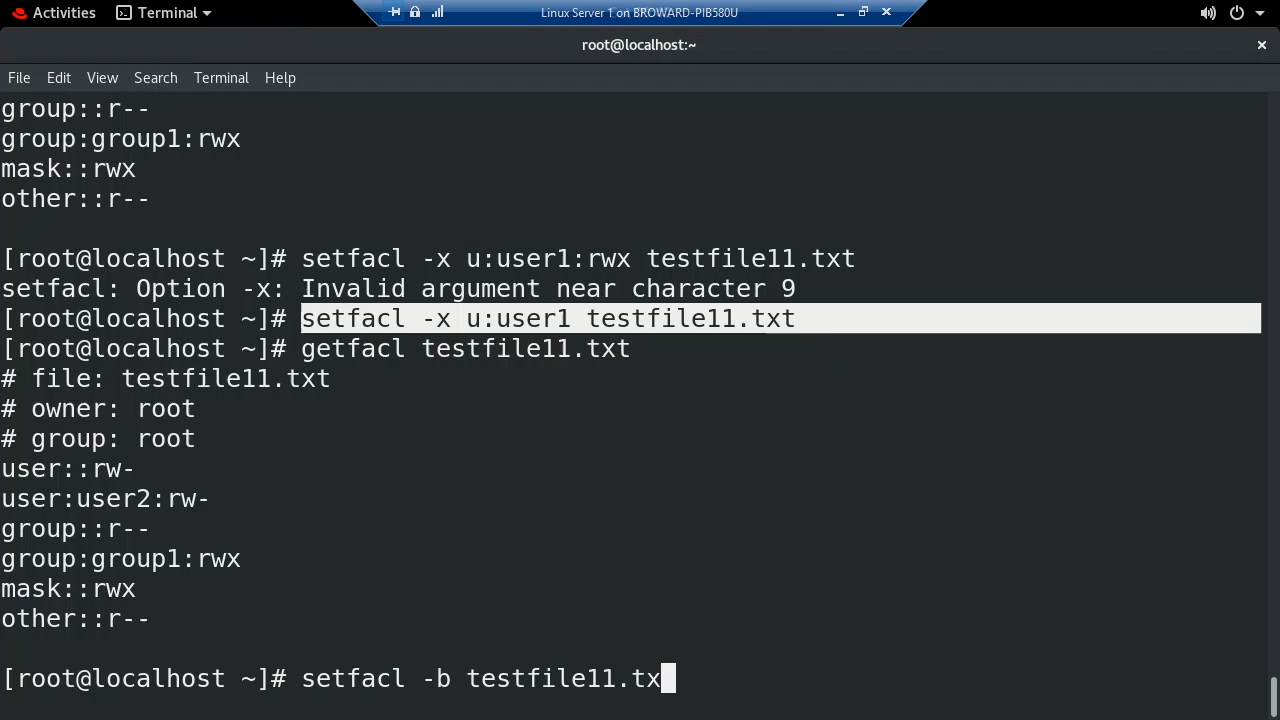 Activities Terminal Linux Server 1 on BROWARD-PIB580U
root@localhost:~
File Edit View Search Terminal Help
group::r--
group:group1:rwx
mask::rwx
other::r--
[root@localhost ~]# setfacl -x u:user1:rwx testfile11.txt
setfacl: Option -x: Invalid argument near character 9
[root@localhost ~]# setfacl -x u:user1 testfile11.txt
[root@localhost ~]# getfacl testfile11.txt
# file: testfile11.txt
# owner: root
# group: root
user::rw-
user:user2:rw-
group::r--
group:group1:rwx
mask::rwx
other::r--
[root@localhost ~]# setfacl -b testfile11.tx